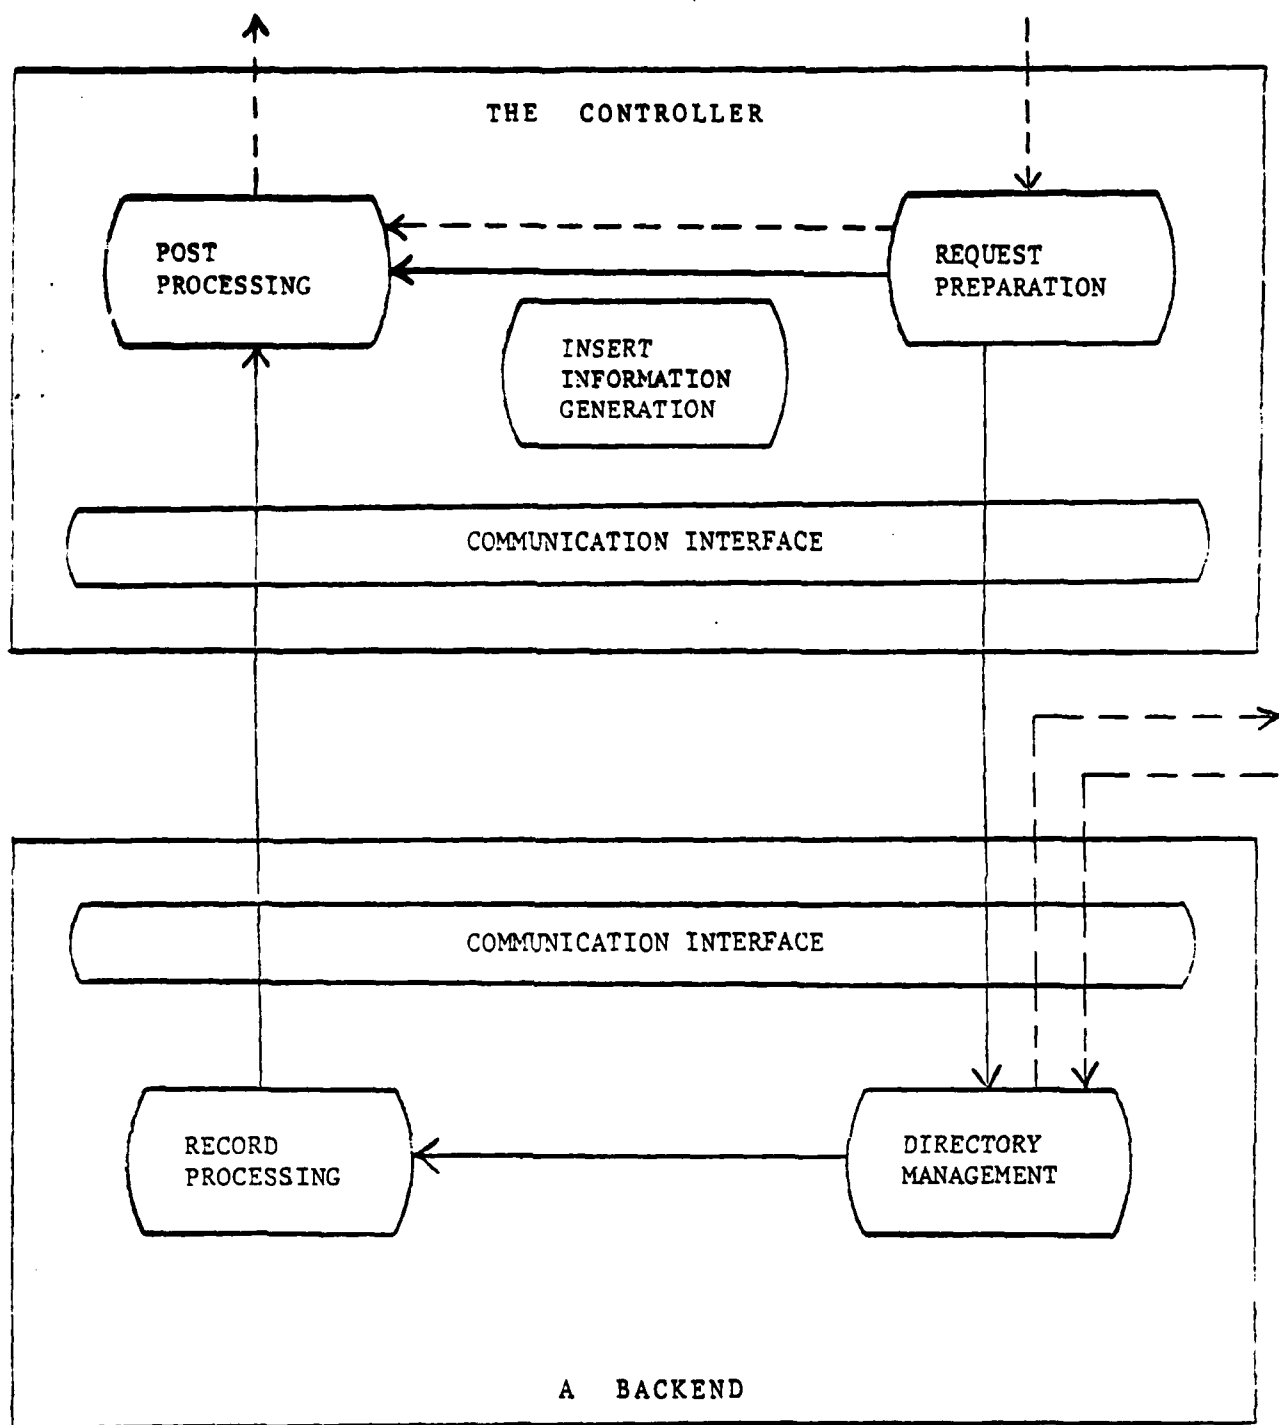 THE CONTROLLER
POST
PROCESSING
REQUEST
PREPARATION
INSERT
INFORMATION
GENERATION
COMMUNICATION INTERFACE
COMMUNICATION INTERFACE
RECORD
PROCESSING
DIRECTORY
MANAGEMENT
A BACKEND